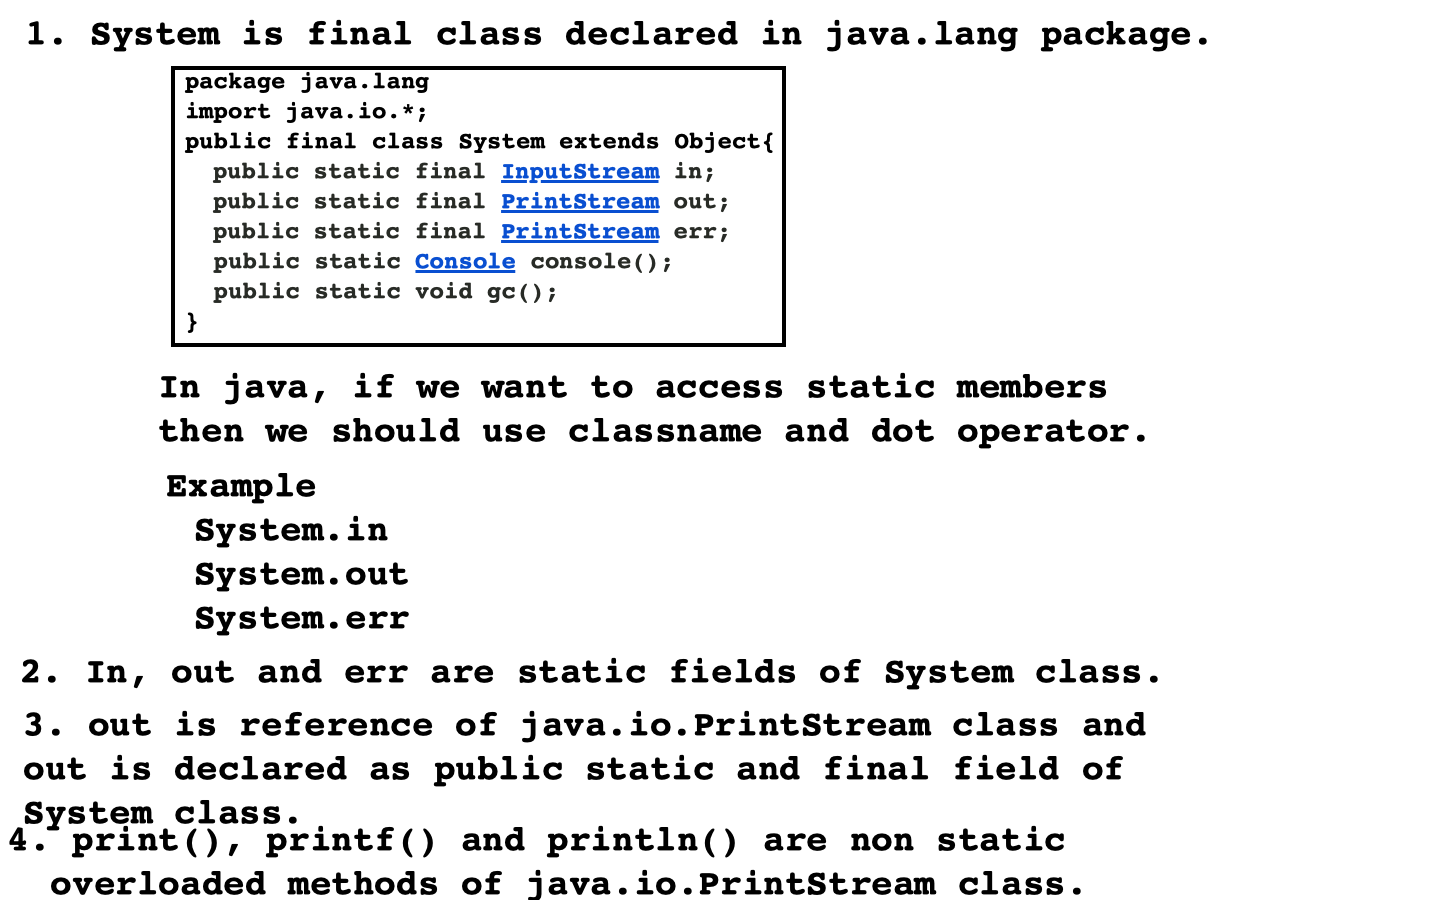 1. System is final class declared in java.lang package.
package java.lang
import java.io.*;
public final class System extends Object{
public static final InputStream in;
public static final PrintStream out;
public static final PrintStream err;
public static Console console();
public static void gc();
}
In java, if we want to access static members
then we should use classname and dot operator.
Example
System.in
System.out
System.err
2. In, out and err are static fields of System class.
3. out is reference of java.io.PrintStream class and
out is declared as public static and final field of
System class.
4. print(), printf() and println() are non static
overloaded methods of java.io.PrintStream class.